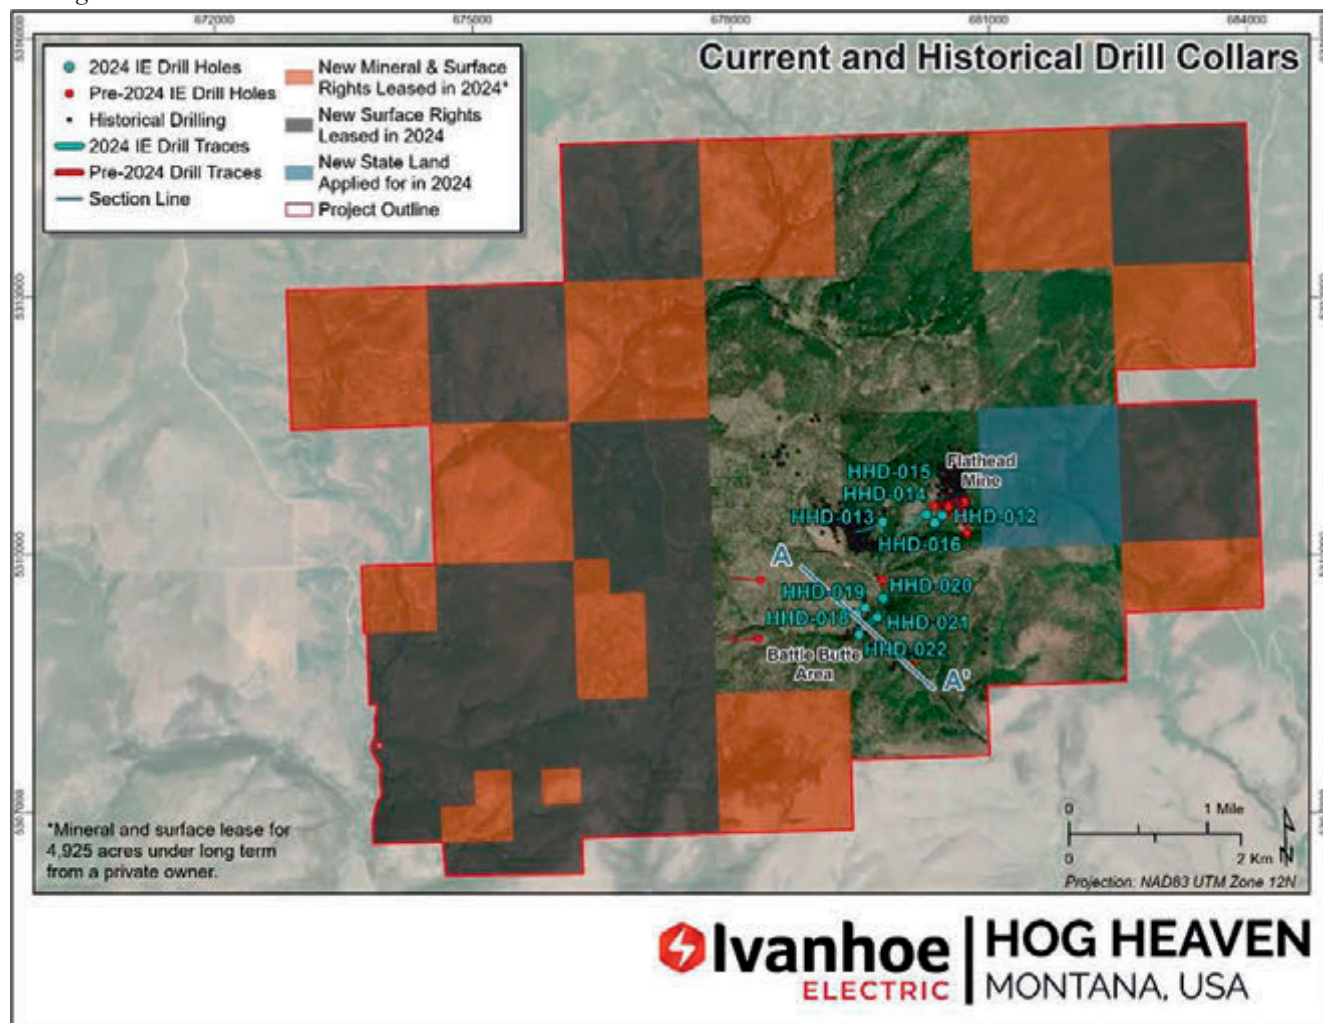 672000
675000
678000
681000
684000
Current and Historical Drill Collars
2024 IE Drill Holes
Pre-2024 IE Drill Holes
Historical Drilling
2024 IE Drill Traces
Pre-2024 Drill Traces
Section Line
New Mineral & Surface
Rights Leased in 2024*
New Surface Rights
Leased in 2024
New State Land
Applied for in 2024
Project Outline
5313000
5310000
5307000
HHD-015
Flathead
Mine
HHD-014
HHD-013
HHD-012
HHD-016
A
HHD-019
HHD-020
HHD-018
HHD-021
HHD-022
Battle Butte
Area
A'
*Mineral and surface lease for
4,925 acres under long term
from a private owner.
0
1 Mile
0
2 Km
N
Projection: NAD83 UTM Zone 12N
Ivanhoe
ELECTRIC
HOG HEAVEN
MONTANA, USA